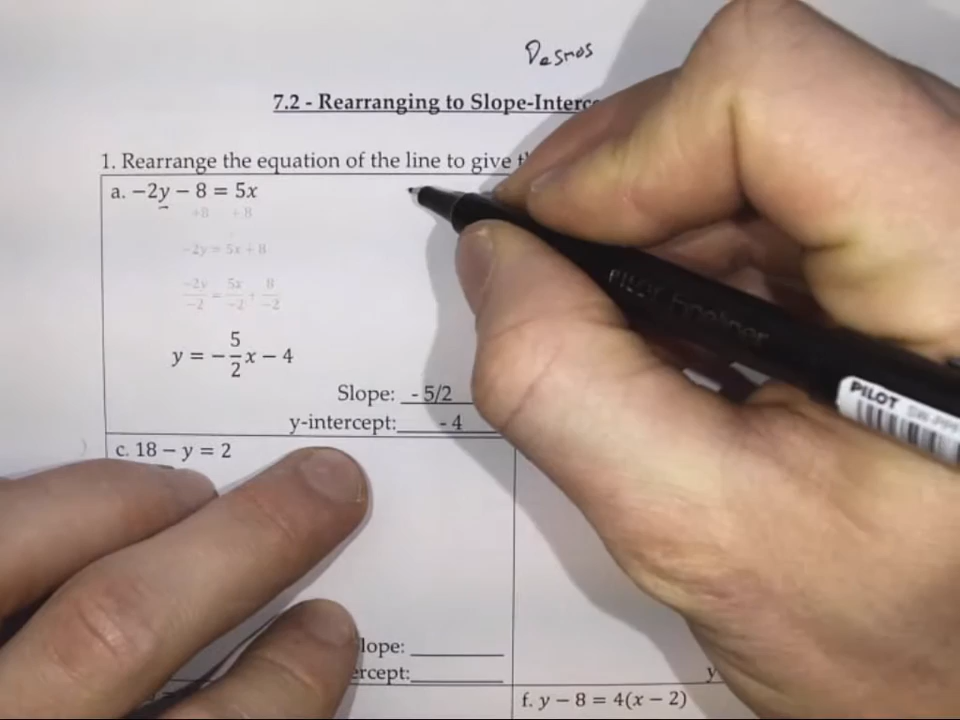 Desmos
7.2 - Rearranging to Slope-Interc
1. Rearrange the equation of the line to give t
a. −2y − 8 = 5x
+8 +8
−2y = 5x + 8
−2y/−2 = 5x/−2 + 8/−2
y = −5/2x − 4
Slope: - 5/2
y-intercept: - 4
c. 18 − y = 2
lope:
ercept:
y
f. y − 8 = 4(x − 2)
PILOT Fineliner
PILOT